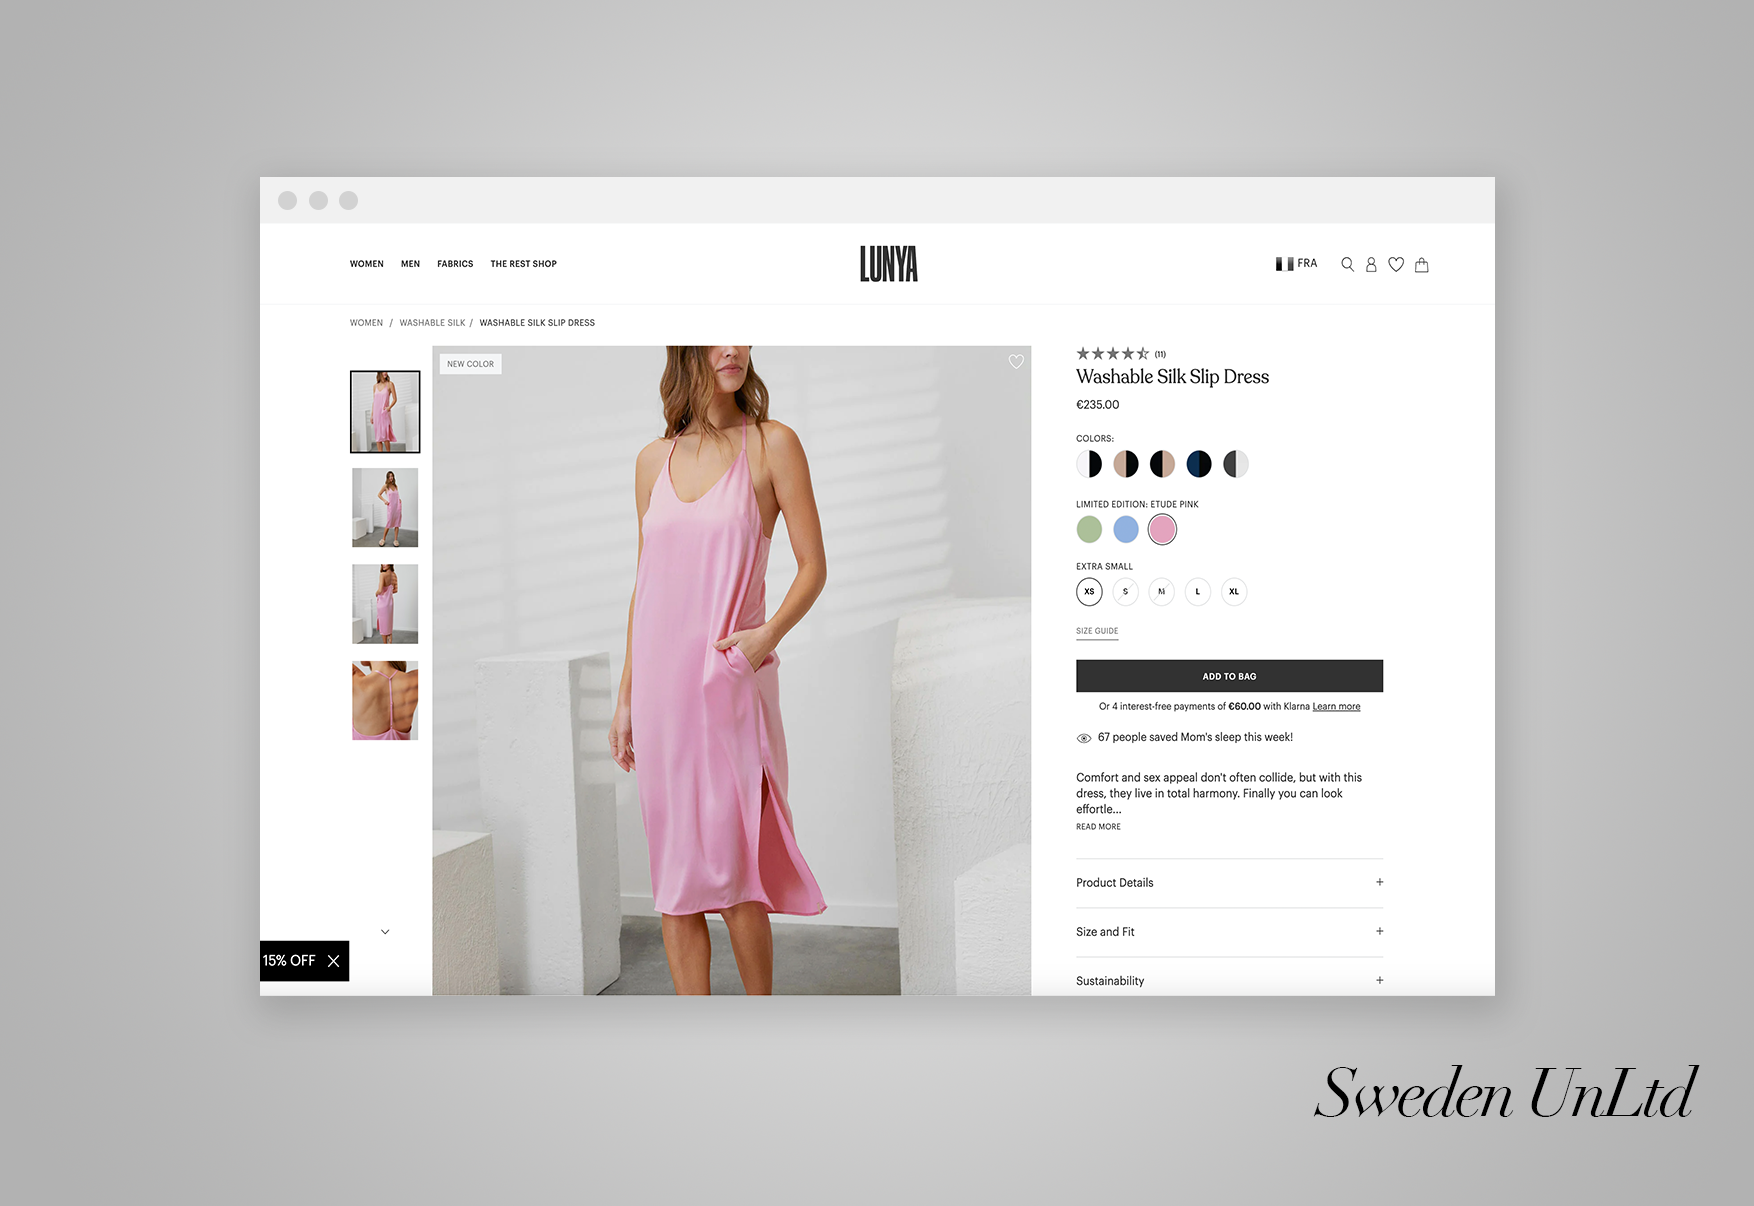 WOMEN MEN FABRICS THE REST SHOP
LUNYA
FRA
WOMEN / WASHABLE SILK / WASHABLE SILK SLIP DRESS
NEW COLOR
(11)
Washable Silk Slip Dress
€235.00
COLORS:
LIMITED EDITION: ETUDE PINK
EXTRA SMALL
XS S M L XL
SIZE GUIDE
ADD TO BAG
Or 4 interest-free payments of €60.00 with Klarna Learn more
67 people saved Mom's sleep this week!
Comfort and sex appeal don't often collide, but with this
dress, they live in total harmony. Finally you can look
effortle...
READ MORE
Product Details +
Size and Fit +
Sustainability +
15% OFF
Sweden UnLtd